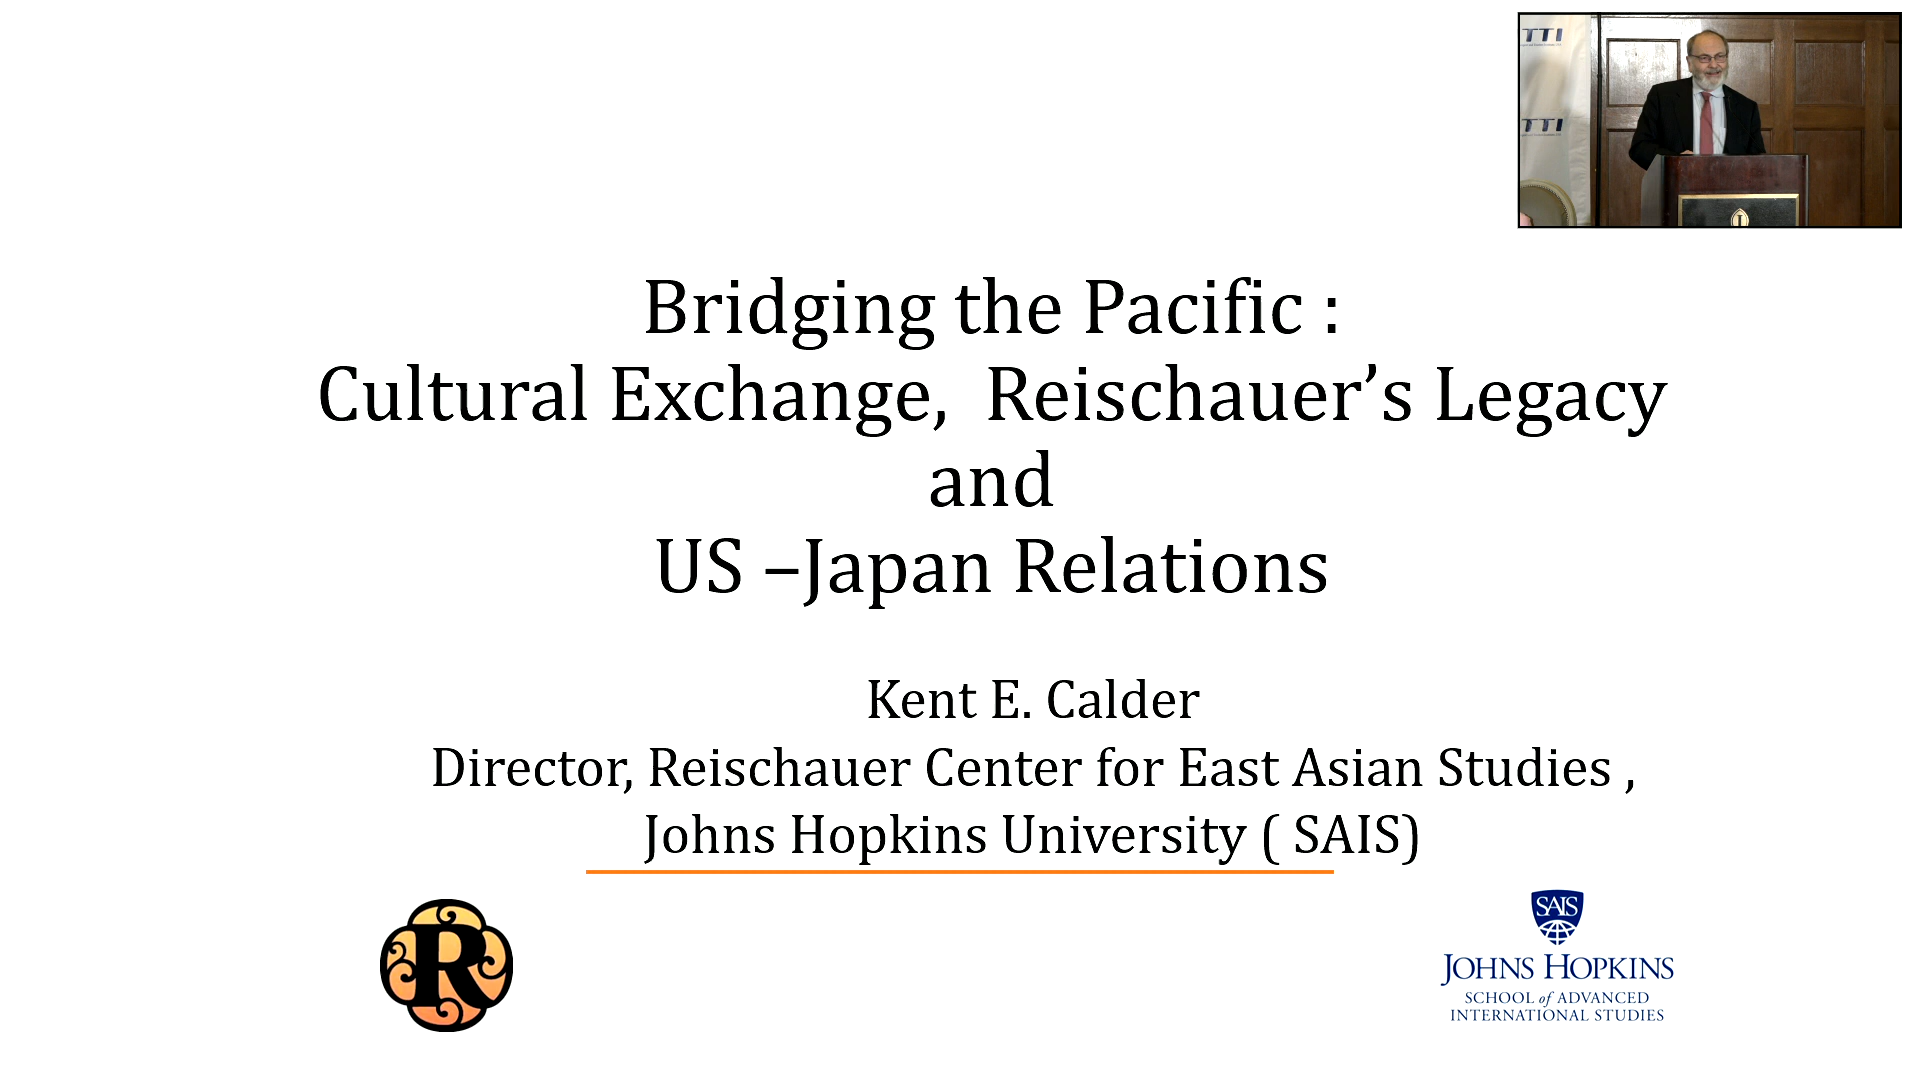 TTI
TTI
Bridging the Pacific :
Cultural Exchange,  Reischauer’s Legacy
and
US –Japan Relations
Kent E. Calder
Director, Reischauer Center for East Asian Studies ,
Johns Hopkins University ( SAIS)
R
SAIS
JOHNS HOPKINS
SCHOOL of ADVANCED
INTERNATIONAL STUDIES